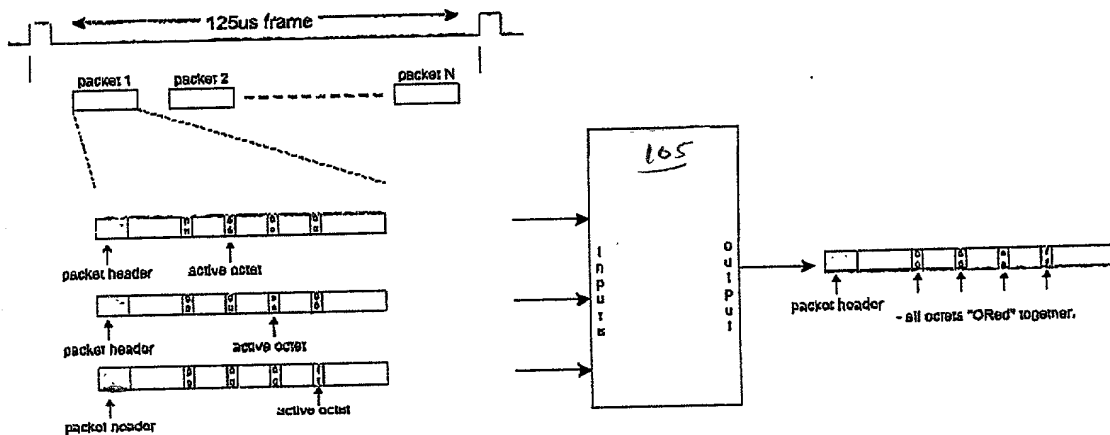 125us frame
packet 1
packet 2
packet N
105
inputs
output
packet header
active octet
packet header
active octet
packet header
active octet
packet header
- all octets "ORed" together.